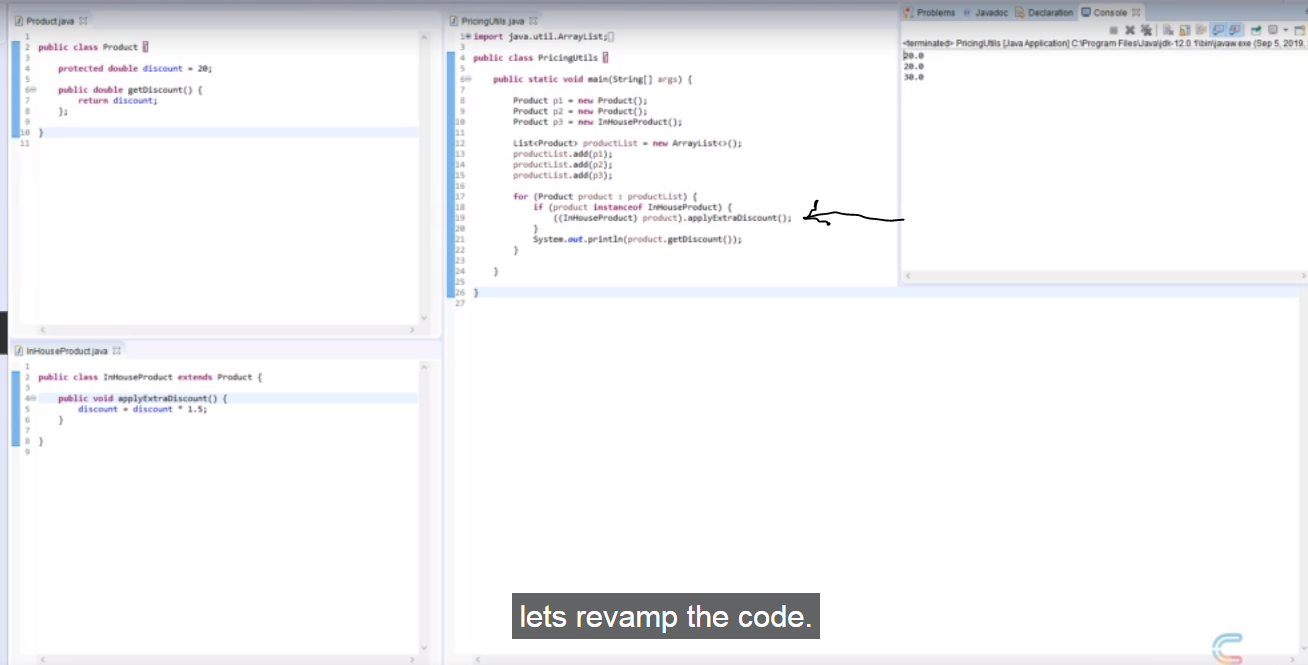 Product.java
1
2 public class Product {
3
4 protected double discount = 20;
5
6 public double getDiscount() {
7 return discount;
8 };
9
10 }
11
InHouseProduct.java
1
2 public class InHouseProduct extends Product {
3
4 public void applyExtraDiscount() {
5 discount = discount * 1.5;
6 }
7
8 }
9
PricingUtils.java
1 import java.util.ArrayList;
3
4 public class PricingUtils {
5
6 public static void main(String[] args) {
7
8 Product p1 = new Product();
9 Product p2 = new Product();
10 Product p3 = new InHouseProduct();
11
12 List<Product> productList = new ArrayList<>();
13 productList.add(p1);
14 productList.add(p2);
15 productList.add(p3);
16
17 for (Product product : productList) {
18 if (product instanceof InHouseProduct) {
19 ((InHouseProduct) product).applyExtraDiscount();
20 }
21 System.out.println(product.getDiscount());
22 }
23
24 }
25
26 }
27
Problems Javadoc Declaration Console
<terminated> PricingUtils [Java Application] C:\Program Files\Java\jdk-12.0.1\bin\javaw.exe (Sep 5, 2019,
20.0
20.0
30.0
lets revamp the code.